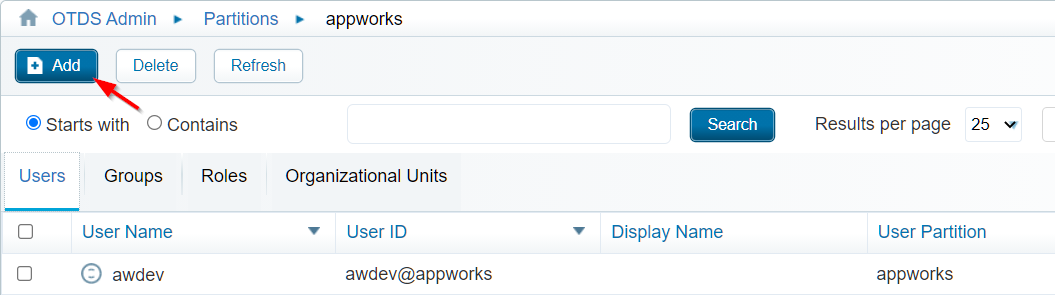 OTDS Admin ▸ Partitions ▸ appworks
Add Delete Refresh
Starts with Contains Search Results per page 25
Users Groups Roles Organizational Units
User Name User ID Display Name User Partition
awdev awdev@appworks appworks